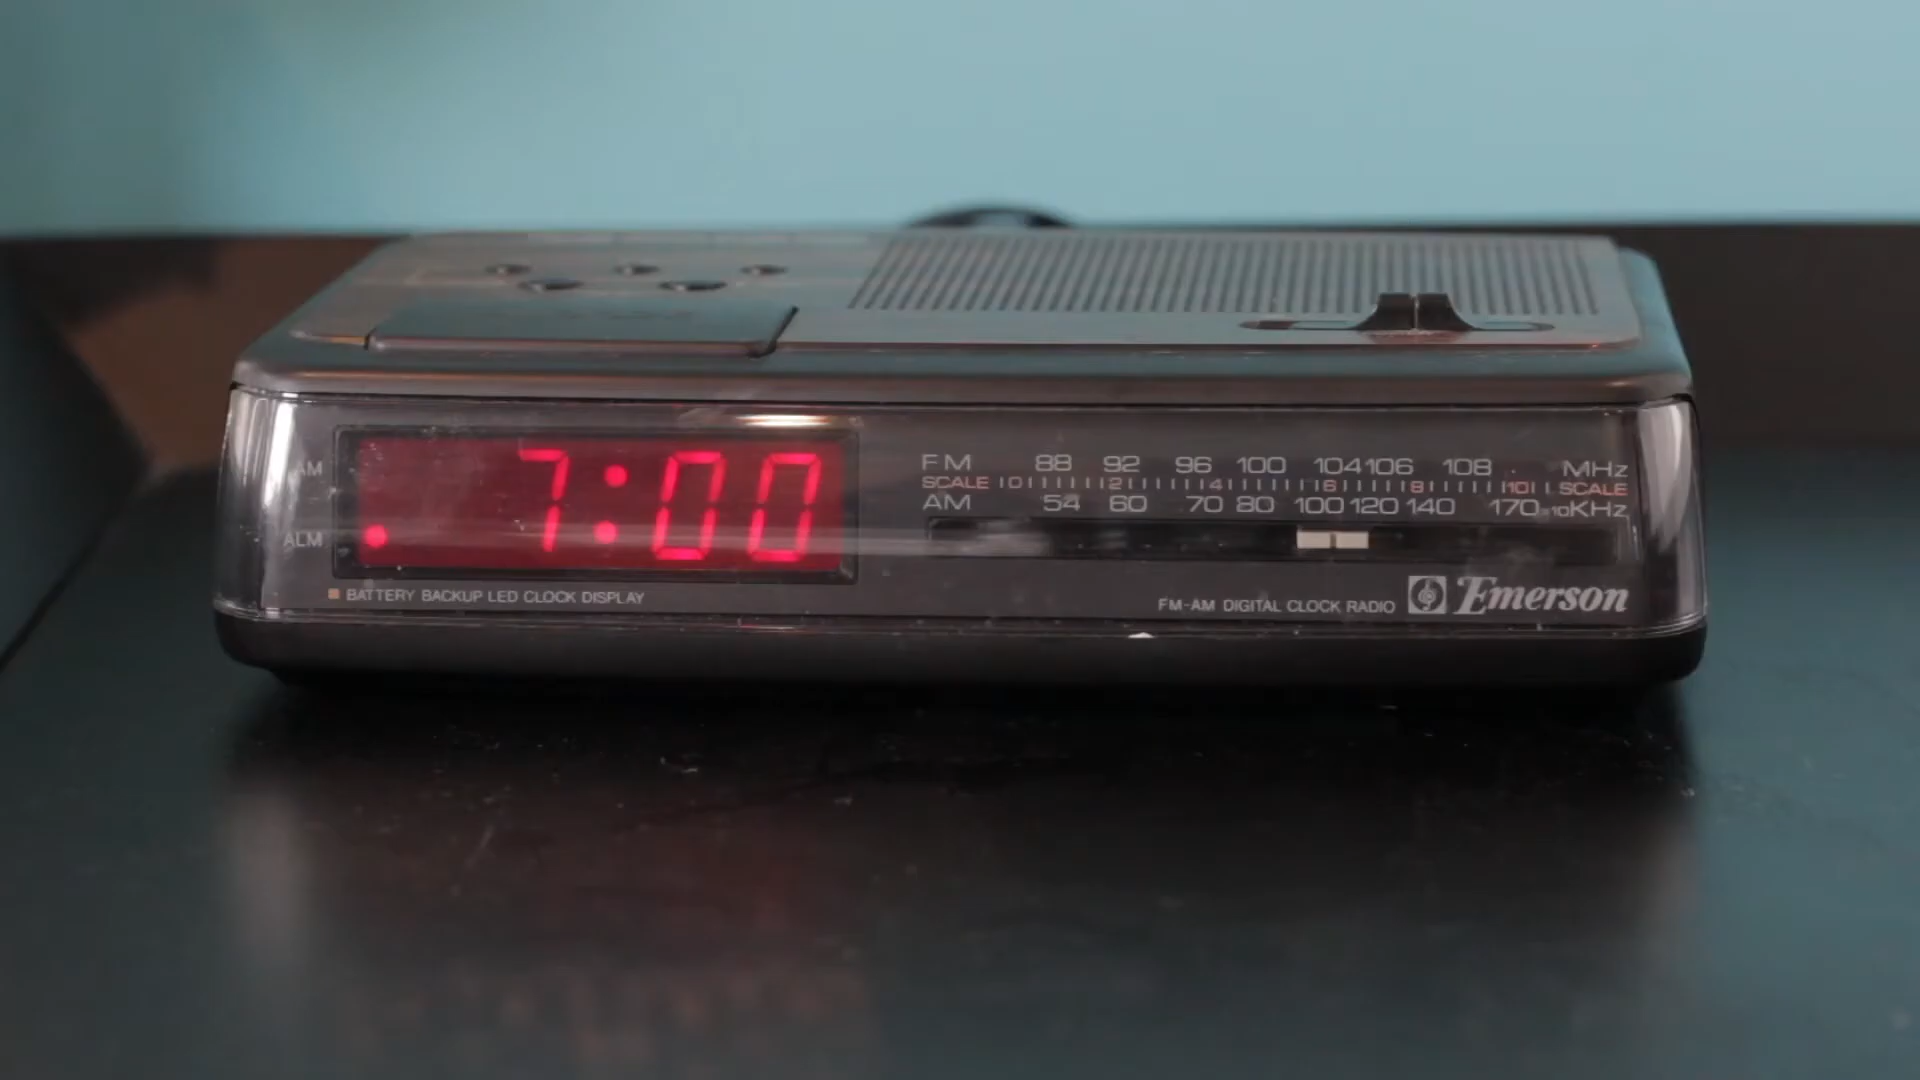 AM
7:00
ALM
BATTERY BACKUP LED CLOCK DISPLAY
FM 88 92 96 100 104 106 108 MHz
SCALE 0 2 4 6 8 10 SCALE
AM 54 60 70 80 100 120 140 170 x10KHz
FM-AM DIGITAL CLOCK RADIO Emerson